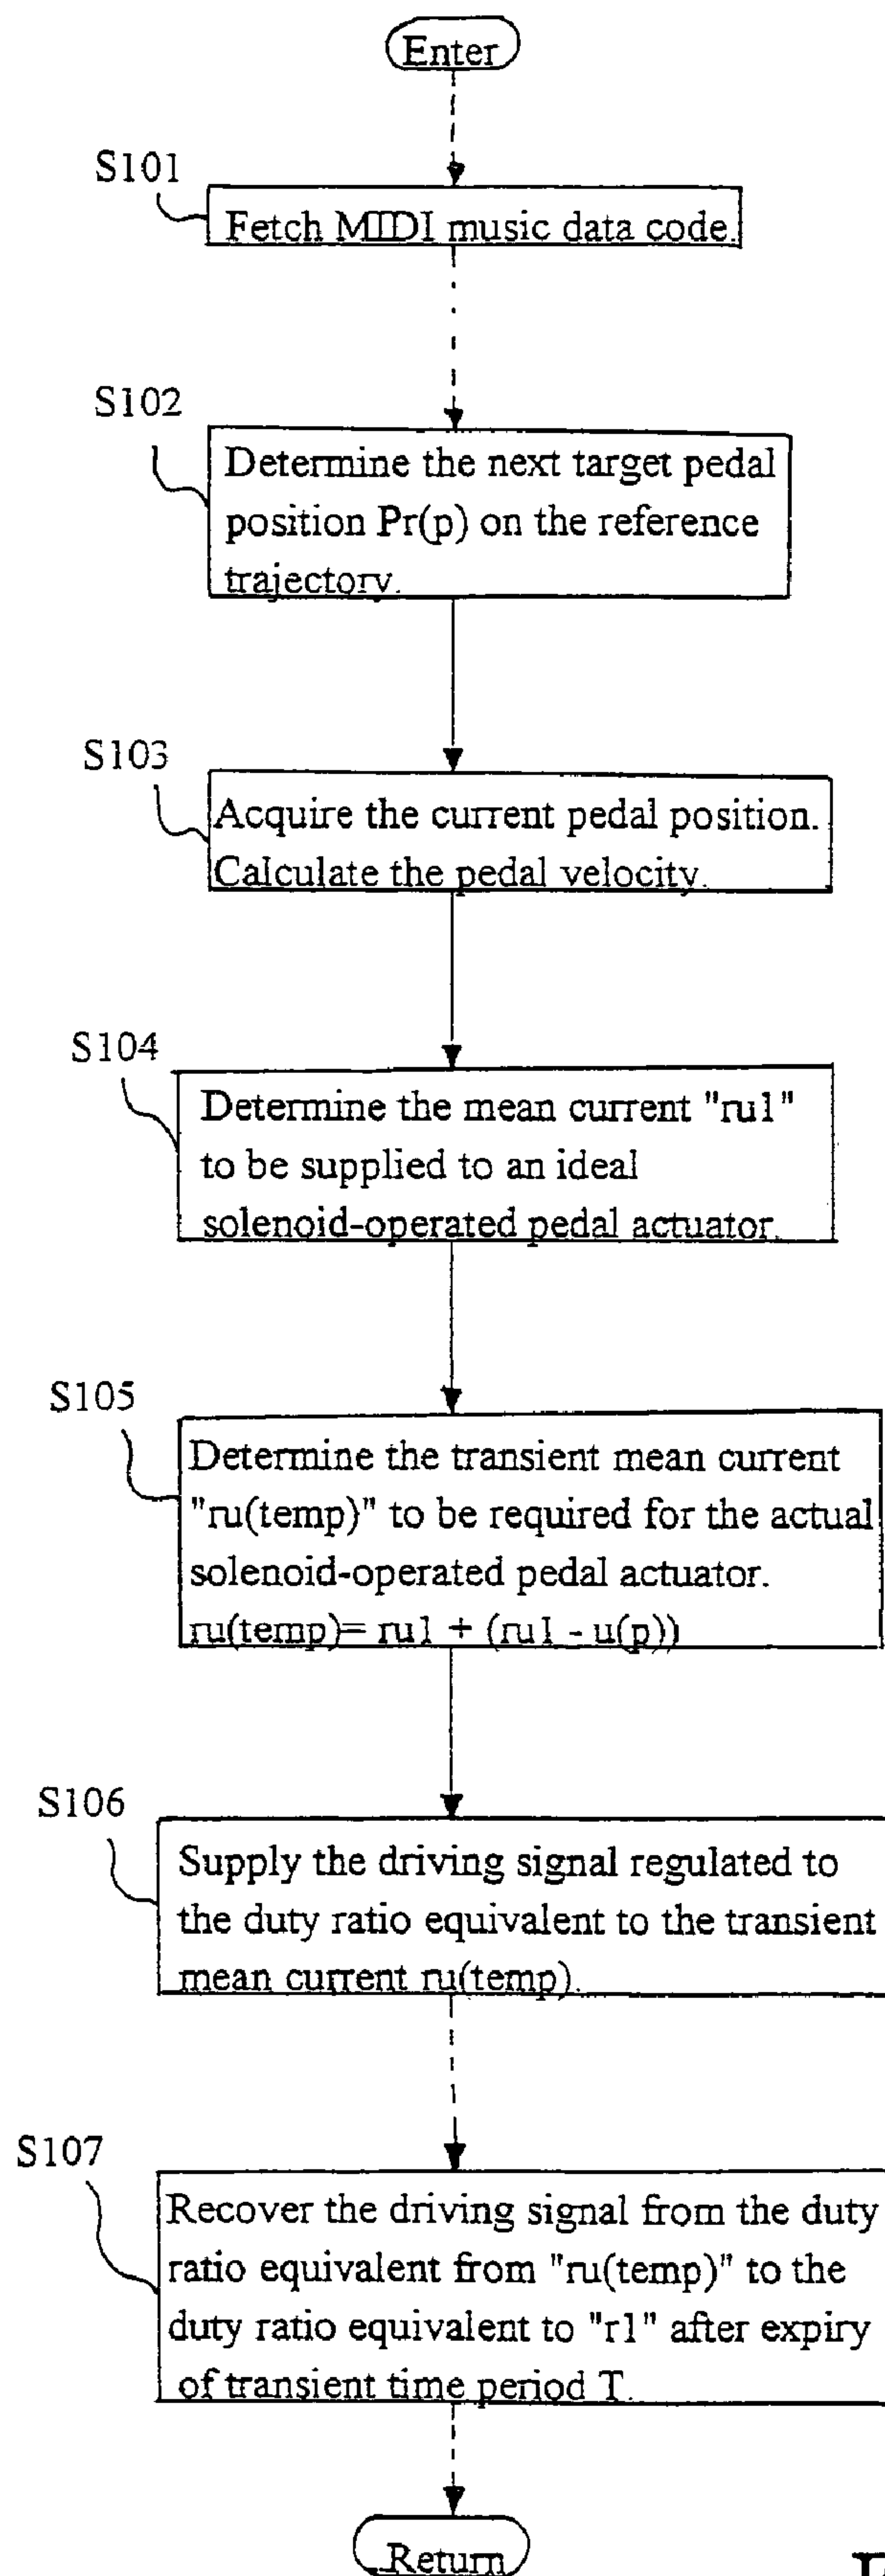 Enter
S101
Fetch MIDI music data code.
S102
Determine the next target pedal
position Pr(p) on the reference
trajectory.
S103
Acquire the current pedal position.
Calculate the pedal velocity.
S104
Determine the mean current "ru1"
to be supplied to an ideal
solenoid-operated pedal actuator.
S105
Determine the transient mean current
"ru(temp)" to be required for the actual
solenoid-operated pedal actuator.
ru(temp)= ru1 + (ru1 - u(p))
S106
Supply the driving signal regulated to
the duty ratio equivalent to the transient
mean current ru(temp).
S107
Recover the driving signal from the duty
ratio equivalent from "ru(temp)" to the
duty ratio equivalent to "r1" after expiry
of transient time period T.
Return